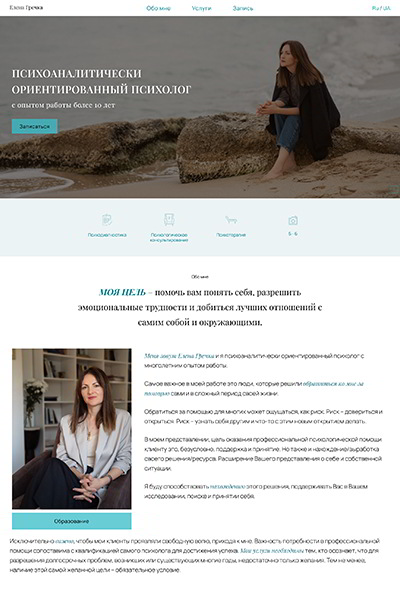 Елена Гречка
Обо мне Услуги Запись
RU / UA
ПСИХОАНАЛИТИЧЕСКИ
ОРИЕНТИРОВАННЫЙ ПСИХОЛОГ
с опытом работы более 10 лет
Записаться
Психодиагностика
Психологическое
консультирование
Психотерапия
Б - Б
Обо мне
МОЯ ЦЕЛЬ – помочь вам понять себя, разрешить
эмоциональные трудности и добиться лучших отношений с
самим собой и окружающими.
Меня зовут Елена Гречка и я психоаналитически ориентированный психолог с
многолетним опытом работы.
Самое важное в моей работе это люди, которые решили обратиться ко мне за
помощью сами и в сложный период своей жизни.
Обратиться за помощью для многих может ощущаться, как риск. Риск – довериться и
открыться. Риск – узнать себя другим и что-то с этим новым открытием делать.
В моем представлении, цель оказания профессиональной психологической помощи
клиенту это, безусловно, поддержка и принятие. Но также и нахождение/выработка
своего решения/ресурсов. Расширение Вашего представления о себе и собственной
ситуации.
Я буду способствовать нахождению этого решения, поддерживать Вас в Вашем
исследовании, поиске и принятии себя.
Образование
Исключительно важно, чтобы мои клиенты проявляли свободную волю, приходя к мне. Важность потребности в профессиональной
помощи сопоставима с квалификацией самого психолога для достижения успеха. Мои услуги необходимы тем, кто осознает, что для
разрешения долгосрочных проблем, возникших или существующих многие годы, недостаточно только желания. Тем не менее,
наличие этой самой желанной цели – обязательное условие.